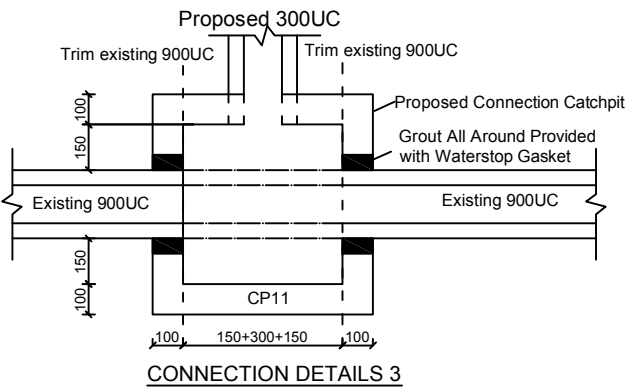 Proposed 300UC
Trim existing 900UC
Trim existing 900UC
100
Proposed Connection Catchpit
150
Grout All Around Provided
with Waterstop Gasket
Existing 900UC
Existing 900UC
150
CP11
100
100
150+300+150
100
CONNECTION DETAILS 3